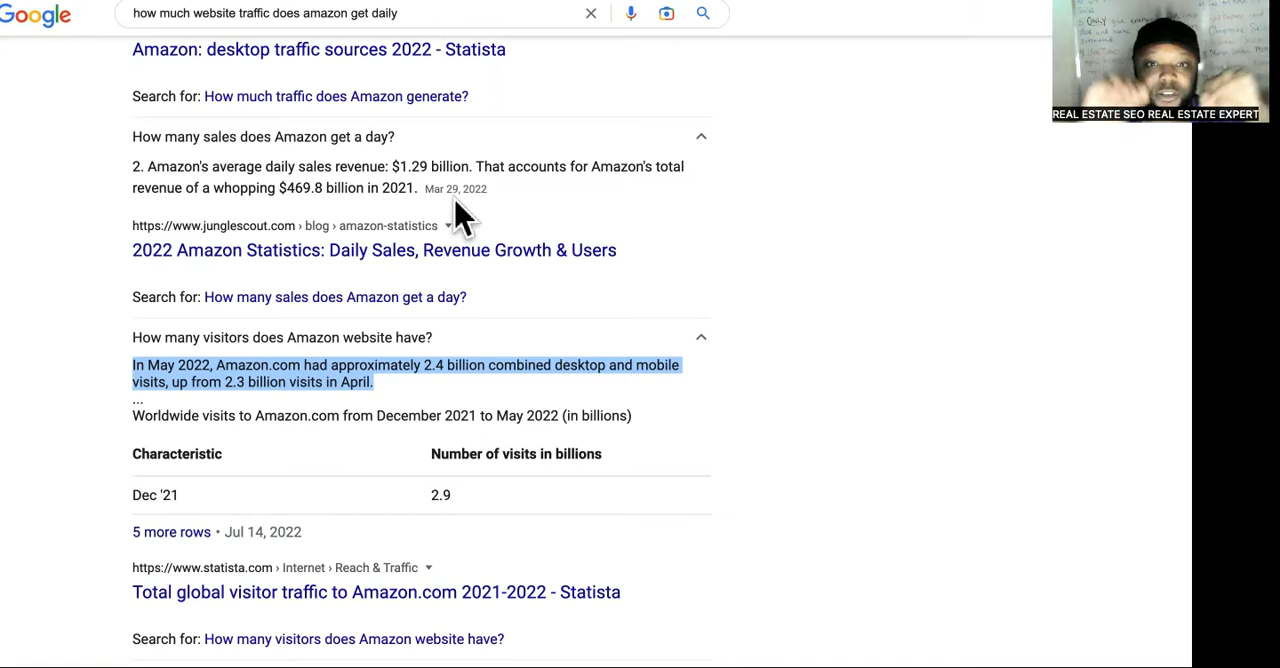 Google
how much website traffic does amazon get daily
Amazon: desktop traffic sources 2022 - Statista
Search for: How much traffic does Amazon generate?
How many sales does Amazon get a day?
2. Amazon's average daily sales revenue: $1.29 billion. That accounts for Amazon's total
revenue of a whopping $469.8 billion in 2021. Mar 29, 2022
https://www.junglescout.com › blog › amazon-statistics
2022 Amazon Statistics: Daily Sales, Revenue Growth & Users
Search for: How many sales does Amazon get a day?
How many visitors does Amazon website have?
In May 2022, Amazon.com had approximately 2.4 billion combined desktop and mobile
visits, up from 2.3 billion visits in April.
...
Worldwide visits to Amazon.com from December 2021 to May 2022 (in billions)
Characteristic Number of visits in billions
Dec '21 2.9
5 more rows • Jul 14, 2022
https://www.statista.com › Internet › Reach & Traffic
Total global visitor traffic to Amazon.com 2021-2022 - Statista
Search for: How many visitors does Amazon website have?
ONLY give
REAL ESTATE SEO REAL ESTATE EXPERT